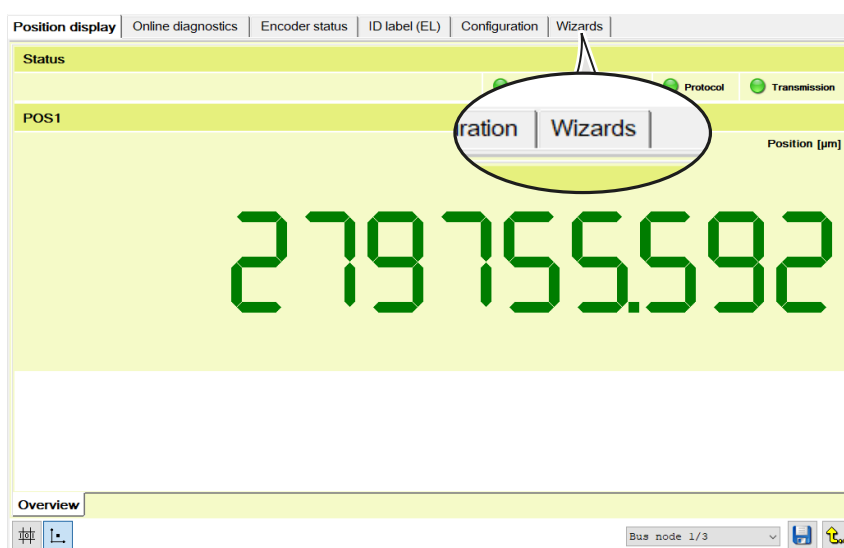 Position display Online diagnostics Encoder status ID label (EL) Configuration Wizards
Status
Protocol Transmission
POS1
ration Wizards
Position [µm]
279755.592
Overview
Bus node 1/3